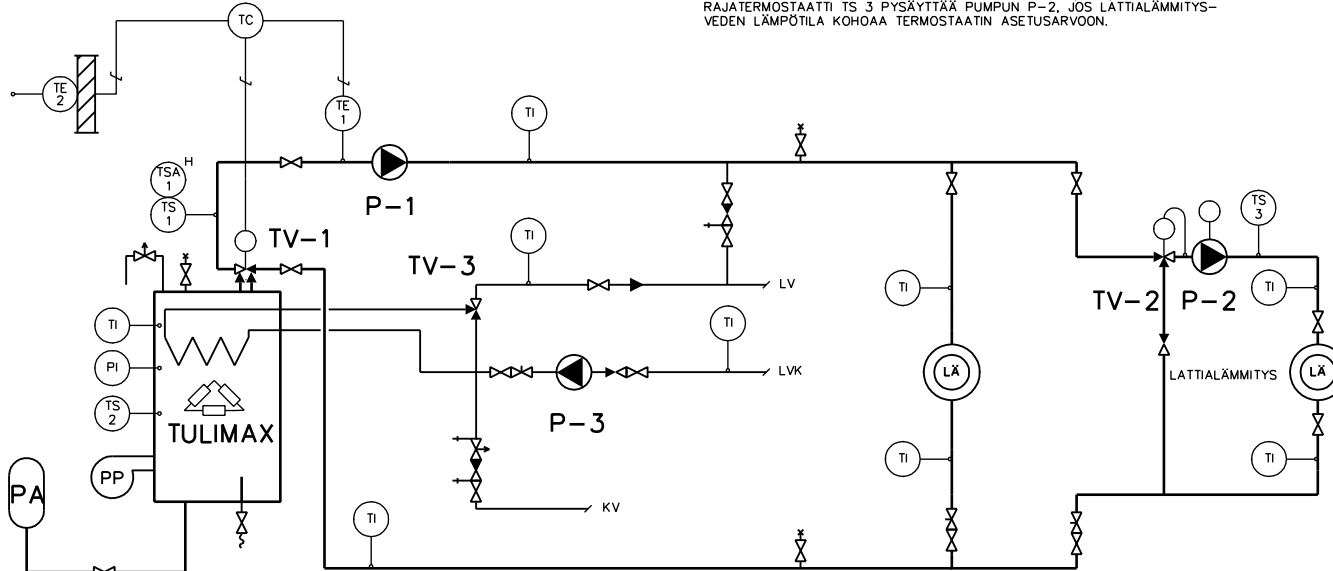 RAJATERMOSTAATTI TS 3 PYSÄYTTÄÄ PUMPUN P-2, JOS LATTIALÄMMITYS-
VEDEN LÄMPÖTILA KOHOAA TERMOSTAATIN ASETUSARVOON.
TC
TE
2
TE
1
TI
H
TSA
1
TS
1
P-1
TS
3
TV-1
TI
TV-3
LV
TI
TV-2
P-2
TI
TI
TI
PI
LVK
LÄ
LATTIALÄMMITYS
LÄ
TS
2
TULIMAX
P-3
TI
TI
PP
PA
KV
TI